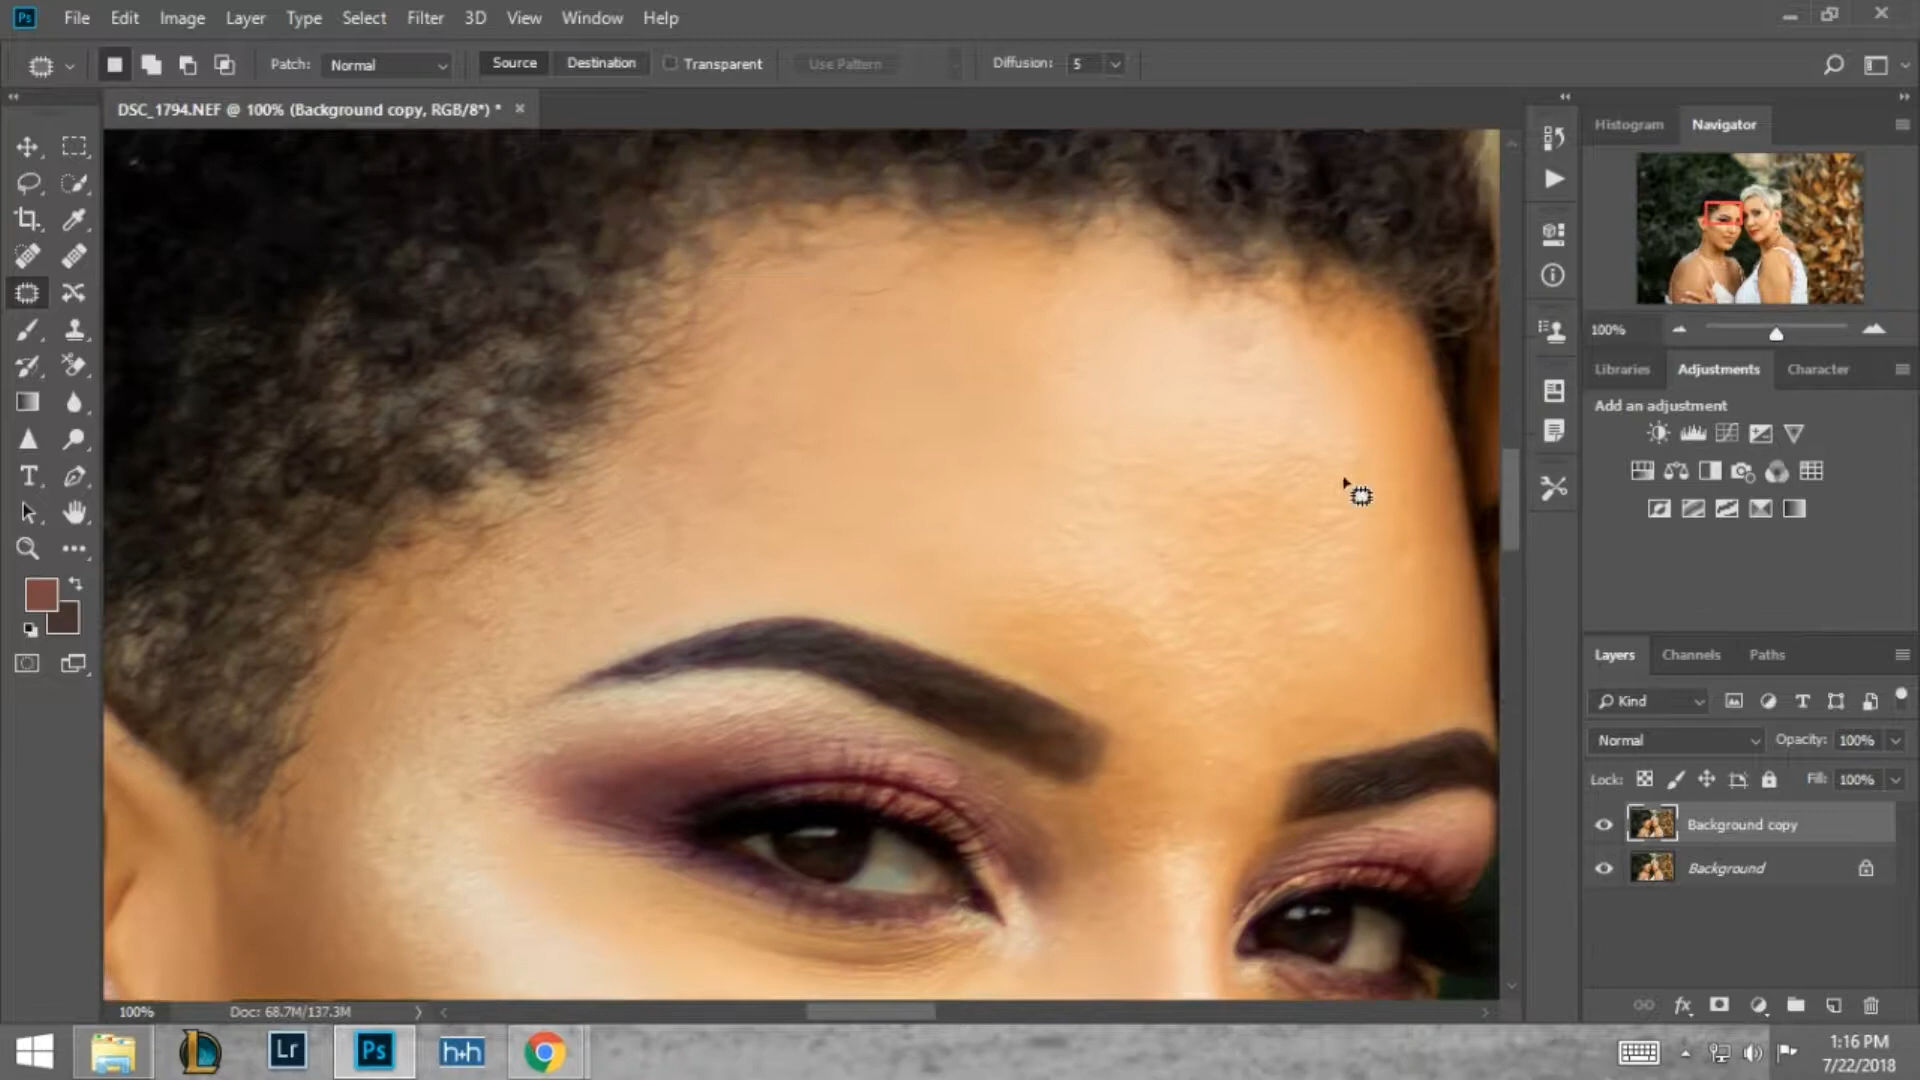 Ps File Edit Image Layer Type Select Filter 3D View Window Help
Patch: Normal Source Destination Transparent Use Pattern Diffusion: 5
DSC_1794.NEF @ 100% (Background copy, RGB/8*) * ×
Histogram Navigator
100%
Libraries Adjustments Character
Add an adjustment
Layers Channels Paths
Kind
Normal Opacity: 100%
Lock: Fill: 100%
Background copy
Background
100% Doc: 68.7M/137.3M
Lr Ps h+h
1:16 PM
7/22/2018